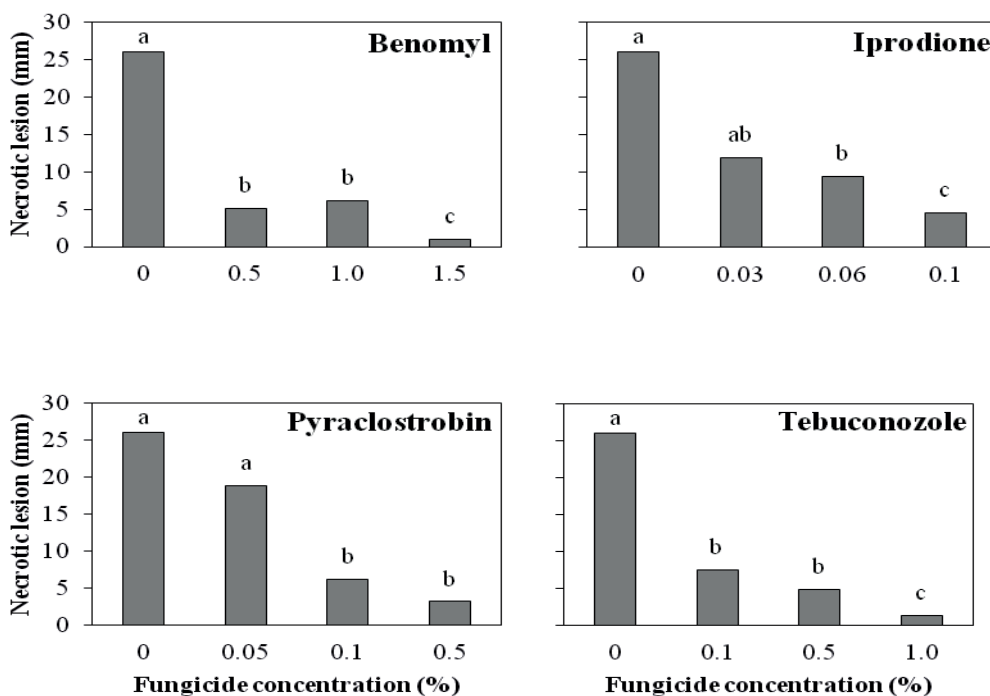 Benomyl
Necrotic lesion (mm)
30
25
20
15
10
5
0
a
b
b
c
0 0.5 1.0 1.5
Iprodione
a
ab
b
c
0 0.03 0.06 0.1
Pyraclostrobin
Necrotic lesion (mm)
30
25
20
15
10
5
0
a
a
b
b
0 0.05 0.1 0.5
Fungicide concentration (%)
Tebuconozole
a
b
b
c
0 0.1 0.5 1.0
Fungicide concentration (%)